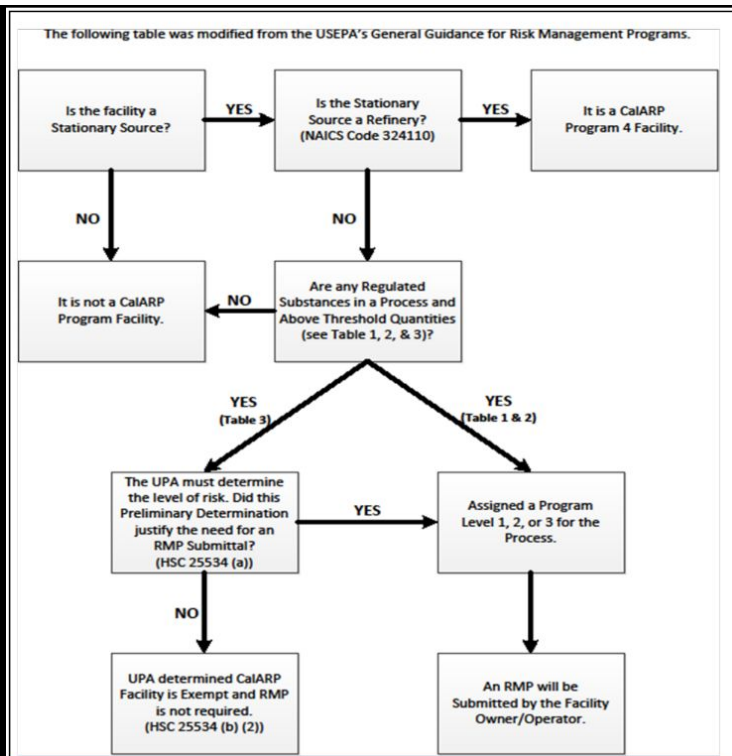 The following table was modified from the USEPA's General Guidance for Risk Management Programs.
Is the facility a
Stationary Source?
YES
Is the Stationary
Source a Refinery?
(NAICS Code 324110)
YES
It is a CalARP
Program 4 Facility.
NO
NO
It is not a CalARP
Program Facility.
NO
Are any Regulated
Substances in a Process and
Above Threshold Quantities
(see Table 1, 2, & 3)?
YES
(Table 3)
YES
(Table 1 & 2)
The UPA must determine
the level of risk. Did this
Preliminary Determination
justify the need for an
RMP Submittal?
(HSC 25534 (a))
YES
Assigned a Program
Level 1, 2, or 3 for the
Process.
NO
UPA determined CalARP
Facility is Exempt and RMP
is not required.
(HSC 25534 (b) (2))
An RMP will be
Submitted by the Facility
Owner/Operator.